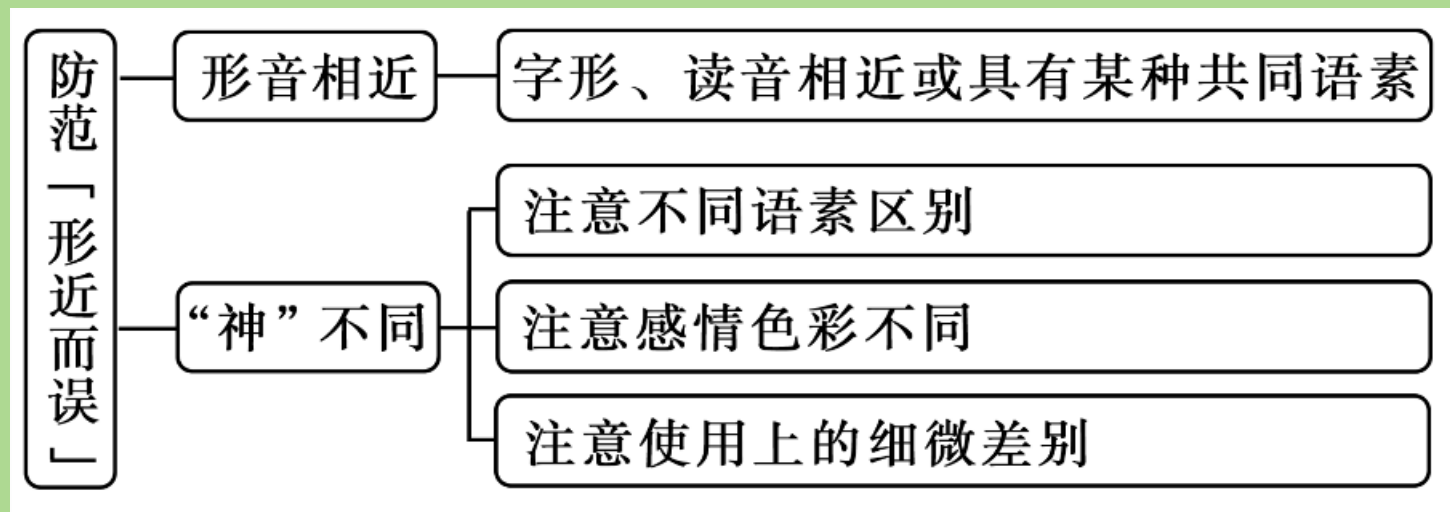 防范「形近而误」
形音相近
字形、读音相近或具有某种共同语素
“神”不同
注意不同语素区别
注意感情色彩不同
注意使用上的细微差别